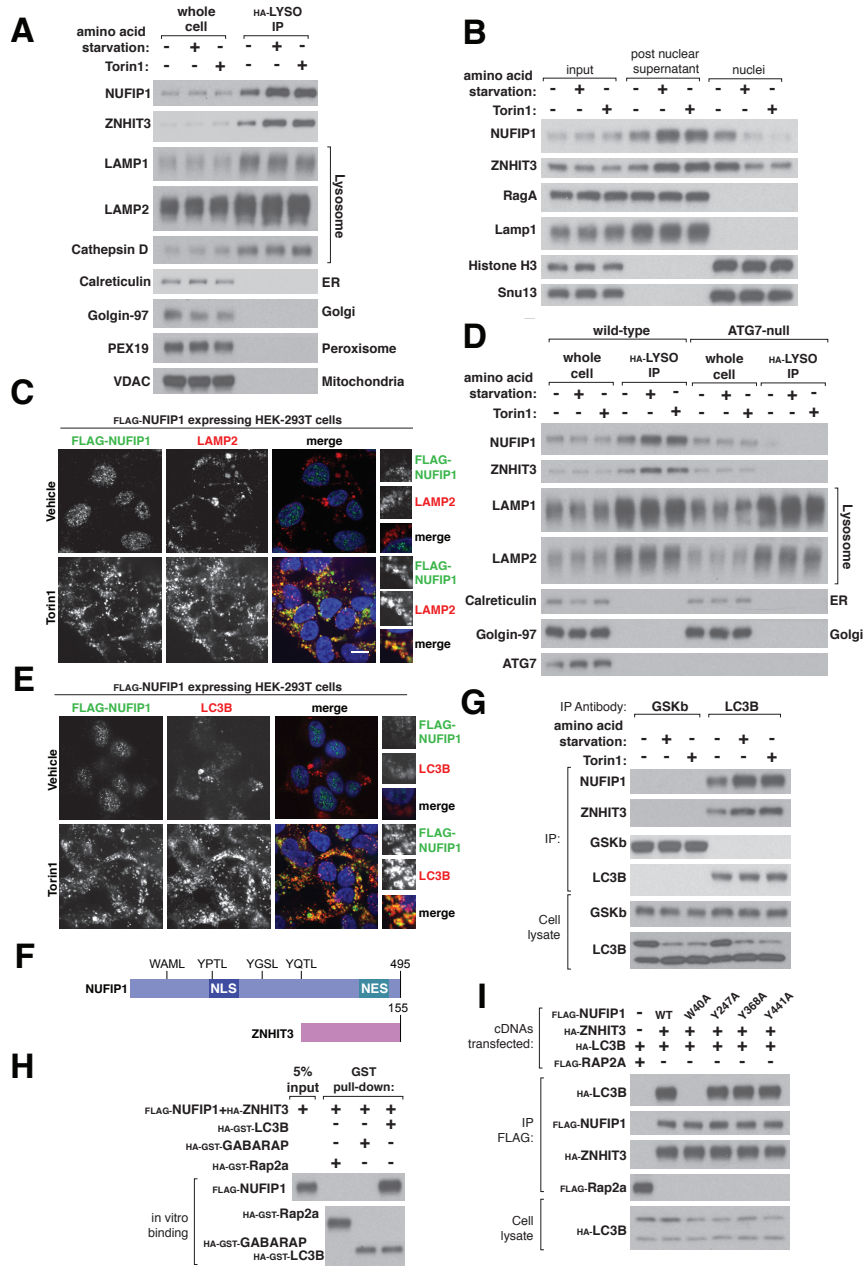 A
whole cell
HA-LYSO IP
amino acid starvation: - + - - + -
Torin1: - - + - - +
NUFIP1
ZNHIT3
LAMP1
LAMP2
Cathepsin D
Lysosome
Calreticulin ER
Golgin-97 Golgi
PEX19 Peroxisome
VDAC Mitochondria
B
input
post nuclear supernatant
nuclei
amino acid starvation: - + - - + - - + -
Torin1: - - + - - + - - +
NUFIP1
ZNHIT3
RagA
Lamp1
Histone H3
Snu13
C
FLAG-NUFIP1 expressing HEK-293T cells
FLAG-NUFIP1 LAMP2 merge
Vehicle
FLAG-NUFIP1
LAMP2
merge
Torin1
FLAG-NUFIP1
LAMP2
merge
D
wild-type ATG7-null
whole cell
HA-LYSO IP
whole cell
HA-LYSO IP
amino acid starvation: - + - - + - - + - - + -
Torin1: - - + - - + - - + - - +
NUFIP1
ZNHIT3
LAMP1
LAMP2
Lysosome
Calreticulin ER
Golgin-97 Golgi
ATG7
E
FLAG-NUFIP1 expressing HEK-293T cells
FLAG-NUFIP1 LC3B merge
Vehicle
FLAG-NUFIP1
LC3B
merge
Torin1
FLAG-NUFIP1
LC3B
merge
F
WAML YPTL YGSL YQTL 495
NUFIP1 NLS NES
155
ZNHIT3
G
IP Antibody: GSKb LC3B
amino acid starvation: - + - - + -
Torin1: - - + - - +
IP:
NUFIP1
ZNHIT3
GSKb
LC3B
Cell lysate
GSKb
LC3B
H
5% input
GST pull-down:
FLAG-NUFIP1+HA-ZNHIT3 + + + +
HA-GST-LC3B - - +
HA-GST-GABARAP - + -
HA-GST-Rap2a + - -
in vitro binding
FLAG-NUFIP1
HA-GST-Rap2a
HA-GST-GABARAP
HA-GST-LC3B
I
cDNAs transfected:
FLAG-NUFIP1 - WT W40A Y247A Y368A Y441A
HA-ZNHIT3 - + + + + +
HA-LC3B + + + + + +
FLAG-RAP2A + - - - - -
IP FLAG:
HA-LC3B
FLAG-NUFIP1
HA-ZNHIT3
FLAG-Rap2a
Cell lysate
HA-LC3B